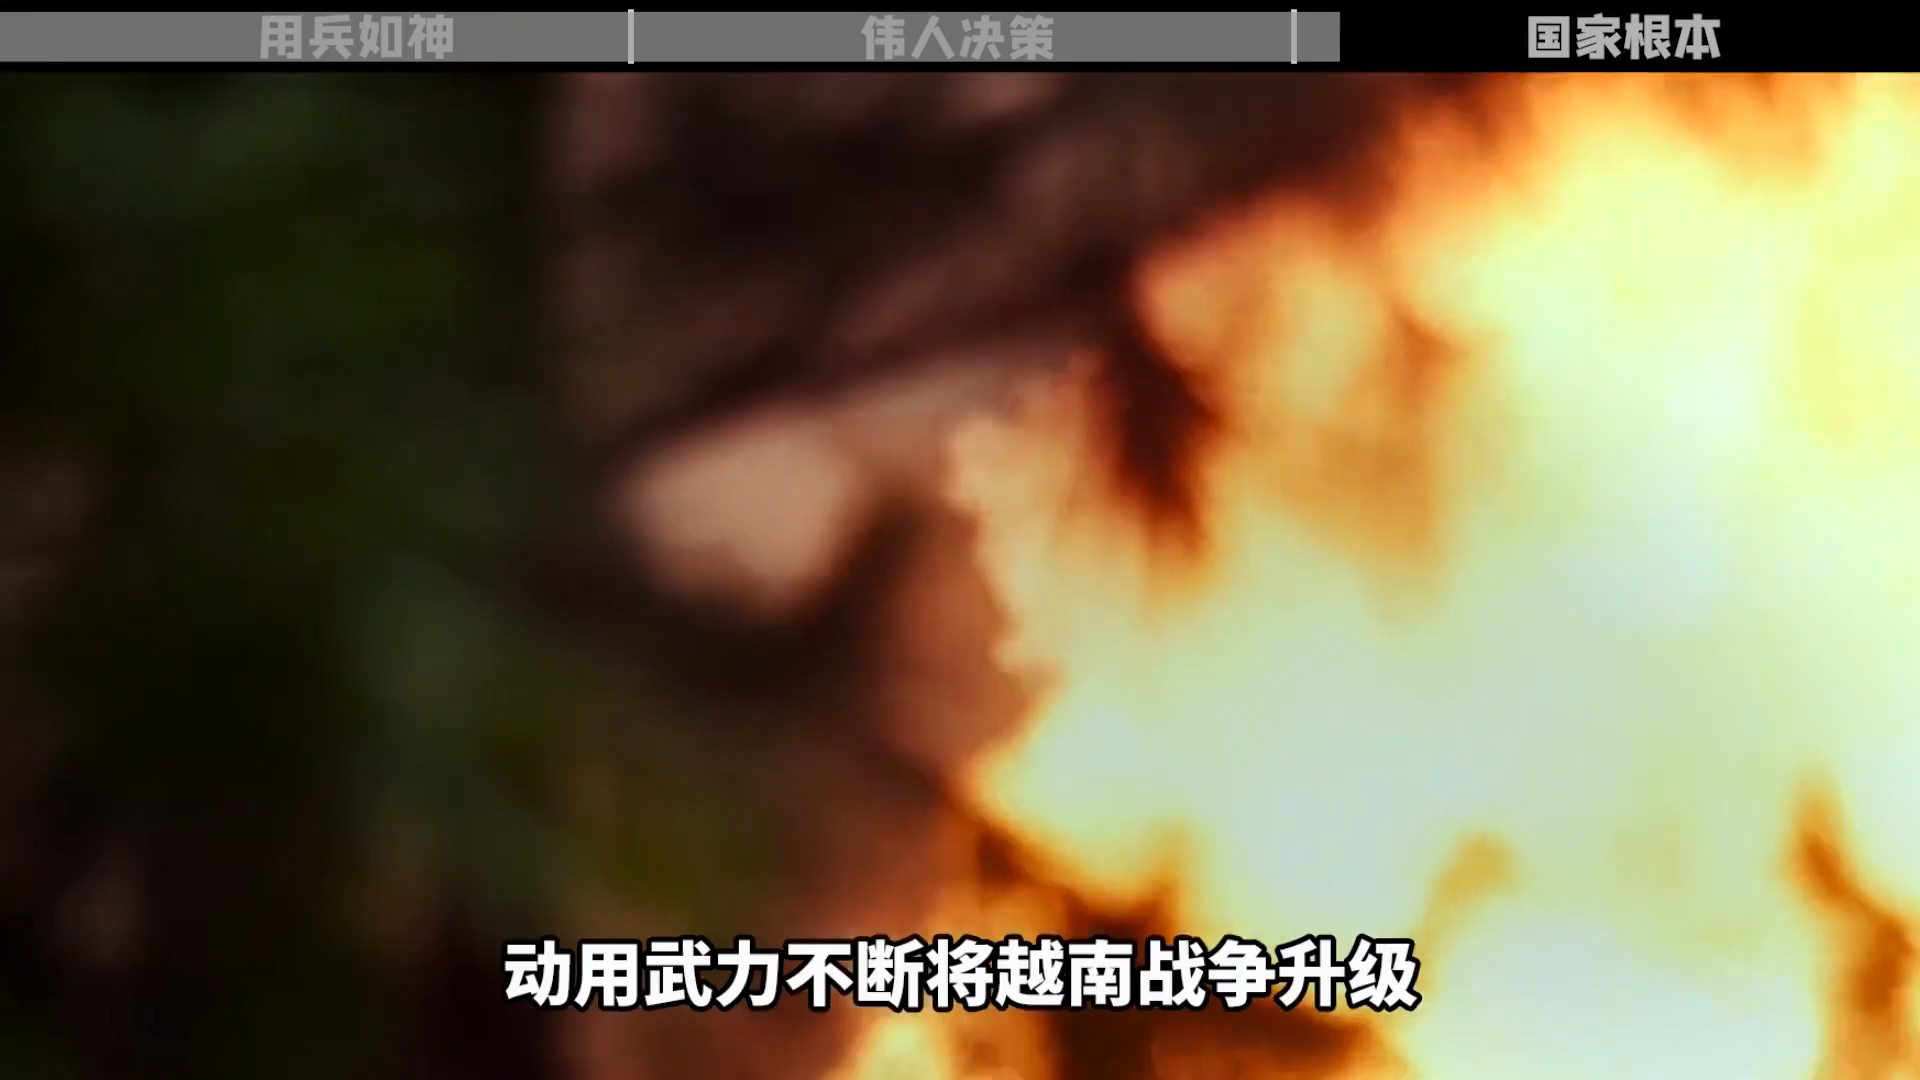 用兵如神
伟人决策
国家根本
动用武力不断将越南战争升级